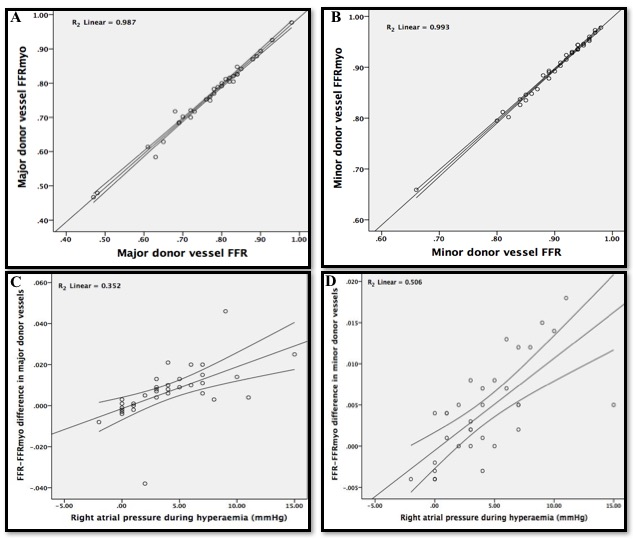 A
R2 Linear = 0.987
Major donor vessel FFRmyo
1.00
.90
.80
.70
.60
.50
.40
.40 .50 .60 .70 .80 .90 1.00
Major donor vessel FFR
B
R2 Linear = 0.993
Minor donor vessel FFRmyo
1.00
.90
.80
.70
.60
.60 .70 .80 .90 1.00
Minor donor vessel FFR
C
R2 Linear = 0.352
FFR-FFRmyo difference in major donor vessels
.060
.040
.020
.000
-.020
-.040
-5.00 .00 5.00 10.00 15.00
Right atrial pressure during hyperaemia (mmHg)
D
R2 Linear = 0.506
FFR-FFRmyo difference in minor donor vessels
.020
.015
.010
.005
.000
-.005
-5.00 .00 5.00 10.00 15.00
Right atrial pressure during hyperaemia (mmHg)